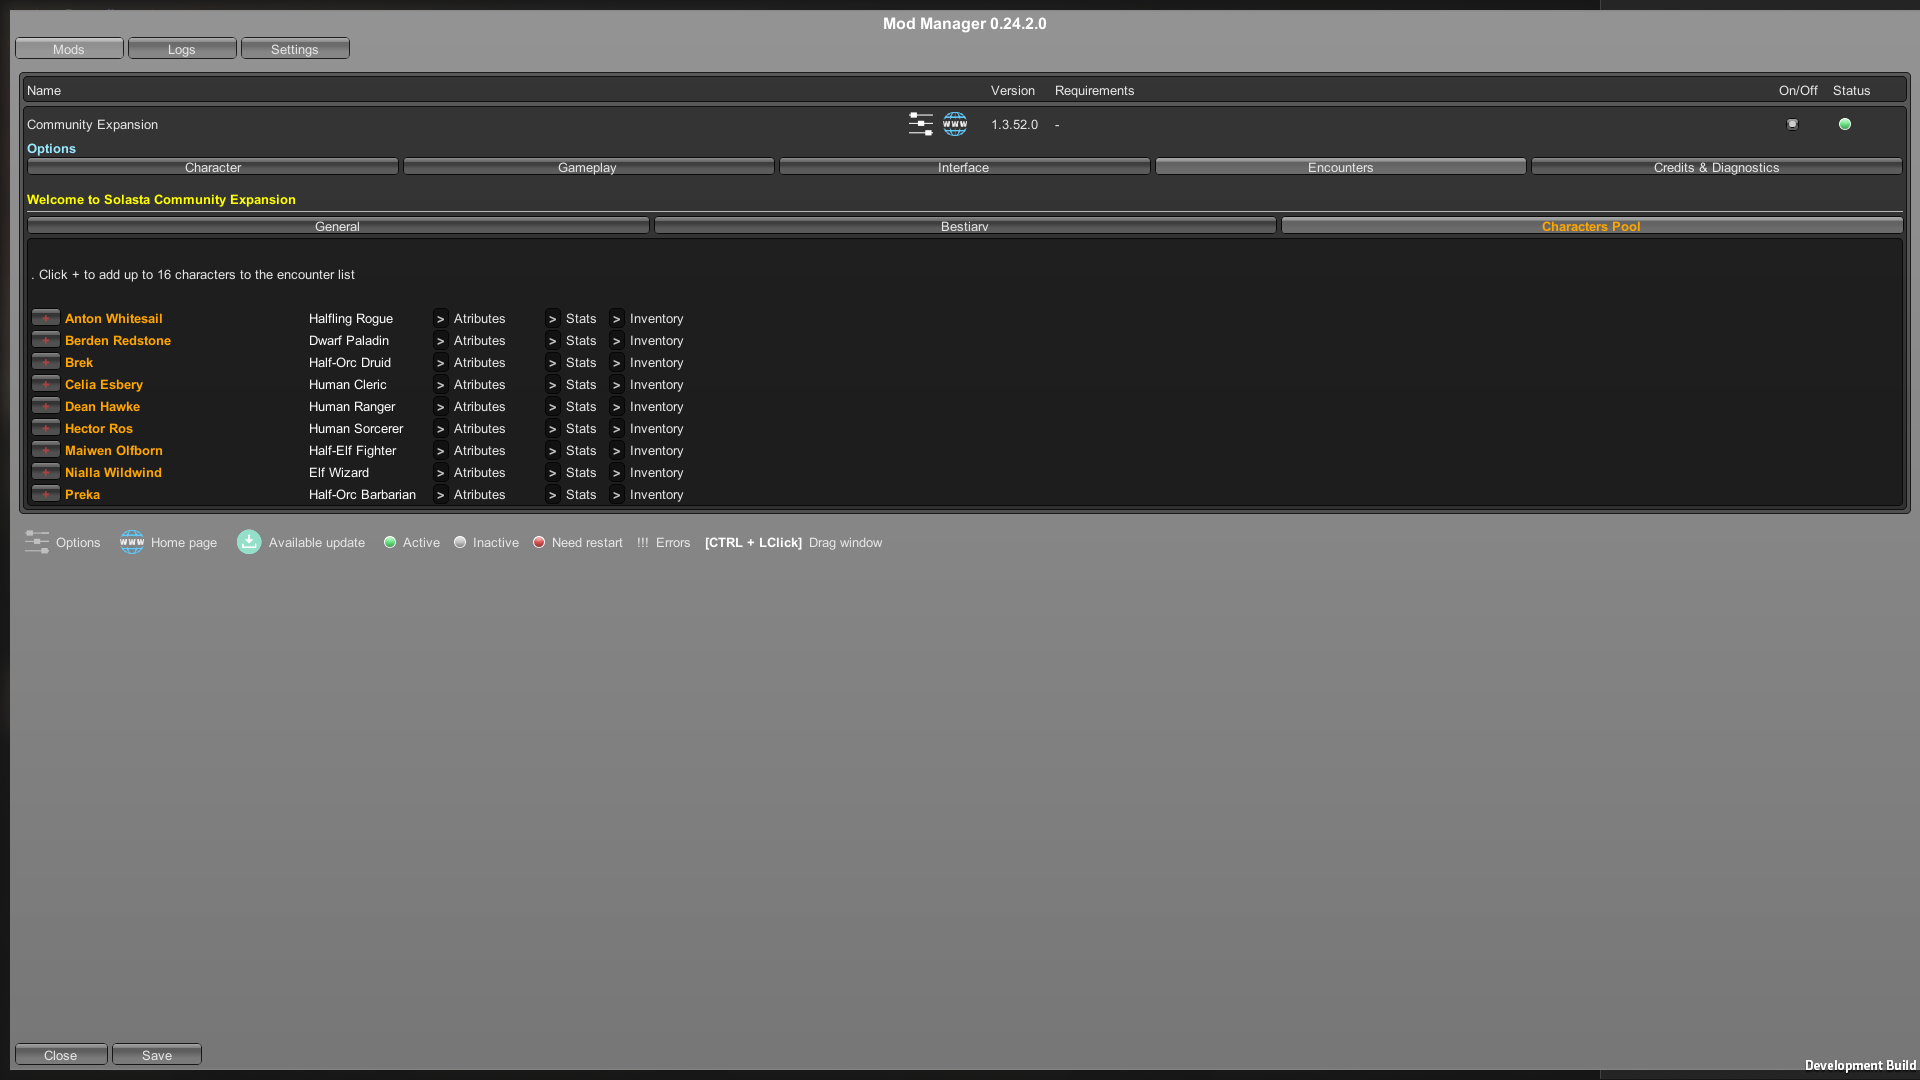 Mod Manager 0.24.2.0
Mods Logs Settings
Name Version Requirements On/Off Status
Community Expansion WWW 1.3.52.0 - 
Options
Character Gameplay Interface Encounters Credits & Diagnostics
Welcome to Solasta Community Expansion
General Bestiary Characters Pool
. Click + to add up to 16 characters to the encounter list
+ Anton Whitesail Halfling Rogue > Atributes > Stats > Inventory
+ Berden Redstone Dwarf Paladin > Atributes > Stats > Inventory
+ Brek Half-Orc Druid > Atributes > Stats > Inventory
+ Celia Esbery Human Cleric > Atributes > Stats > Inventory
+ Dean Hawke Human Ranger > Atributes > Stats > Inventory
+ Hector Ros Human Sorcerer > Atributes > Stats > Inventory
+ Maiwen Olfborn Half-Elf Fighter > Atributes > Stats > Inventory
+ Nialla Wildwind Elf Wizard > Atributes > Stats > Inventory
+ Preka Half-Orc Barbarian > Atributes > Stats > Inventory
Options WWW Home page Available update Active Inactive Need restart !!! Errors [CTRL + LClick] Drag window
Close Save
Development Build